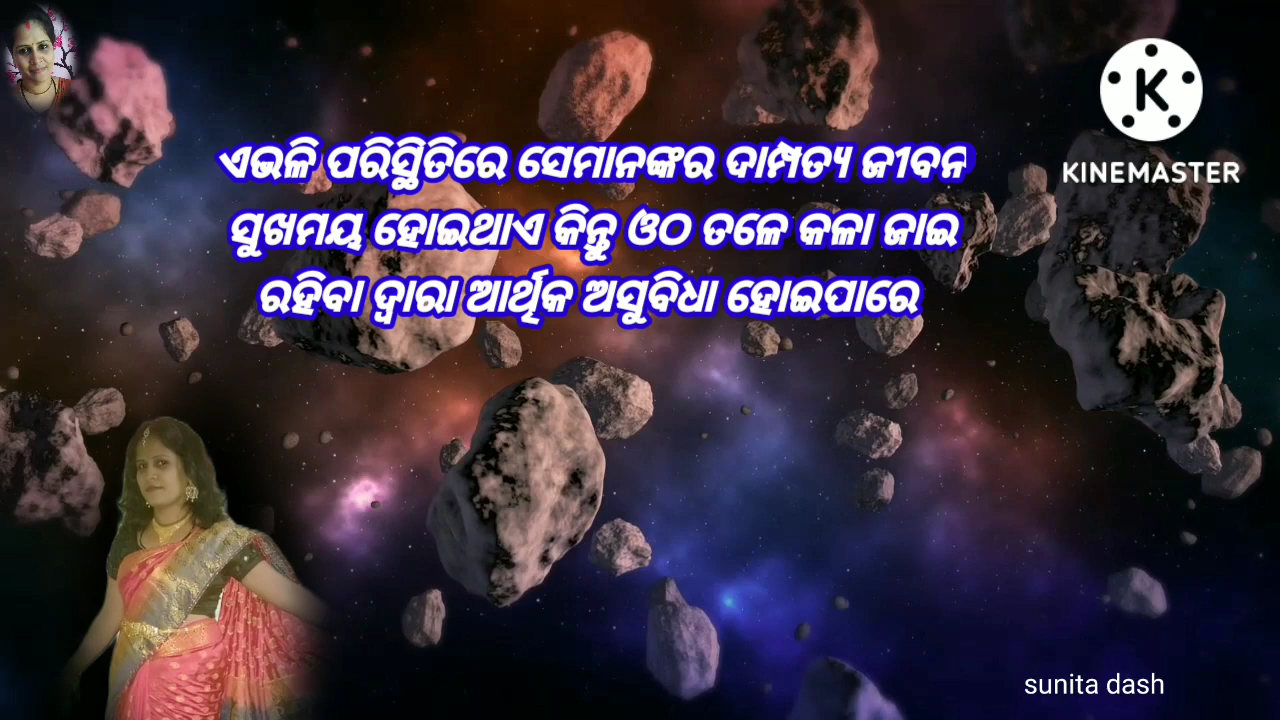 ଏଭଳି ପରିସ୍ଥିତିରେ ସେମାନଙ୍କର ଦାମ୍ପତ୍ୟ ଜୀବନ
ସୁଖମୟ ହୋଇଥାଏ କିନ୍ତୁ ଓଠ ତଳେ କଳା ଜାଇ
ରହିବା ଦ୍ୱାରା ଆର୍ଥିକ ଅସୁବିଧା ହୋଇପାରେ
K
KINEMASTER
sunita dash